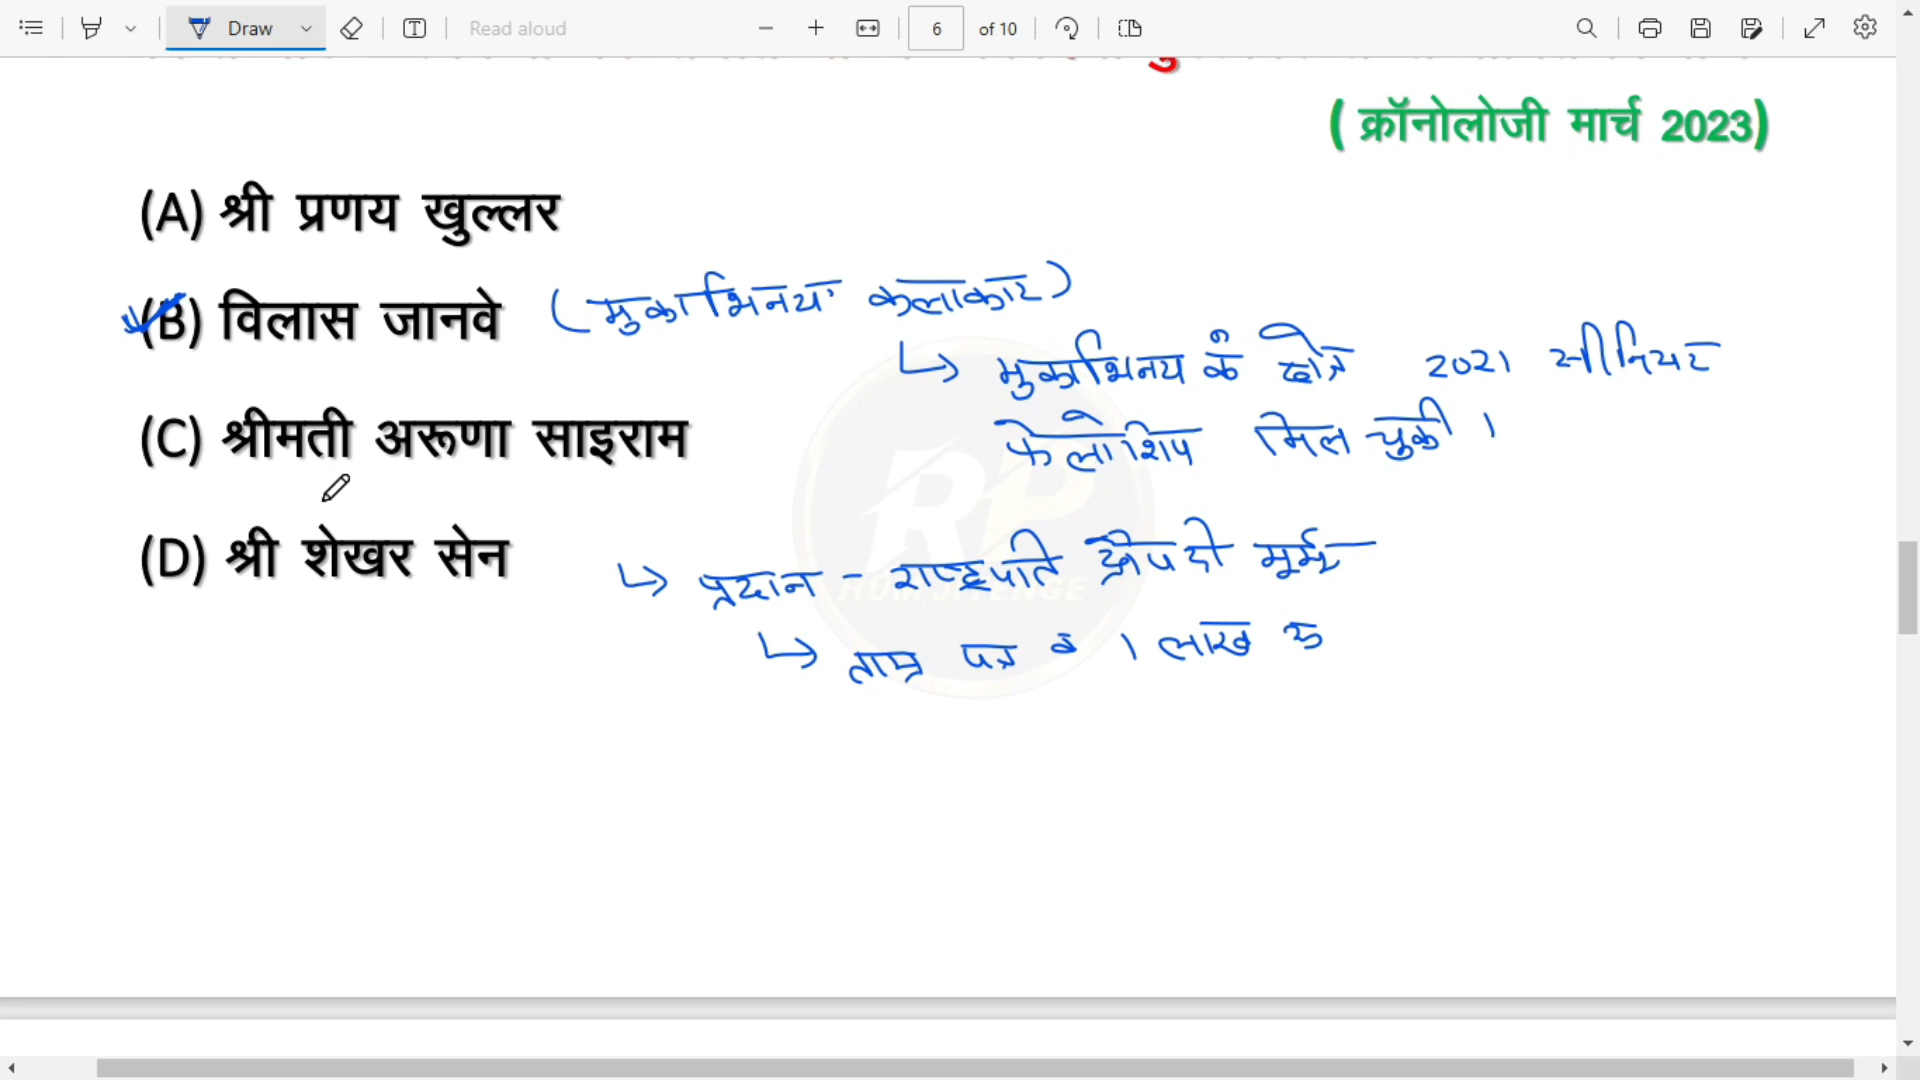 Draw
Read aloud
6 of 10
( क्रॉनोलोजी मार्च 2023)
(A) श्री प्रणय खुल्लर
(B) विलास जानवे (मुकाभिनय कलाकार)
मुकाभिनय के क्षेत्र 2021 सीनियर
(C) श्रीमती अरूणा साइराम
फेलोशिप मिल चुकी ।
(D) श्री शेखर सेन
प्रदान - राष्ट्रपति द्रौपदी मूर्मू
ताम्र पत्र व 1 लाख रु
RP